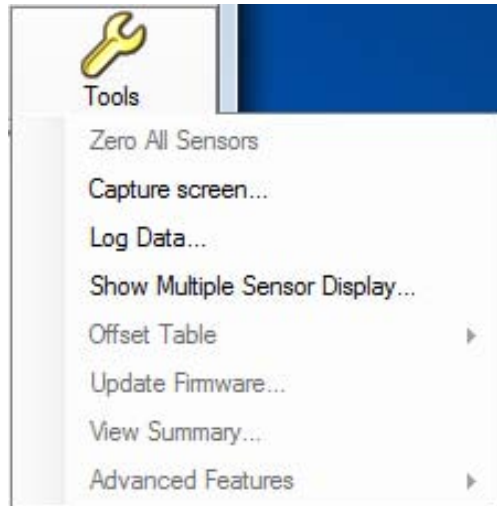 Tools
Zero All Sensors
Capture screen...
Log Data...
Show Multiple Sensor Display...
Offset Table
Update Firmware...
View Summary...
Advanced Features